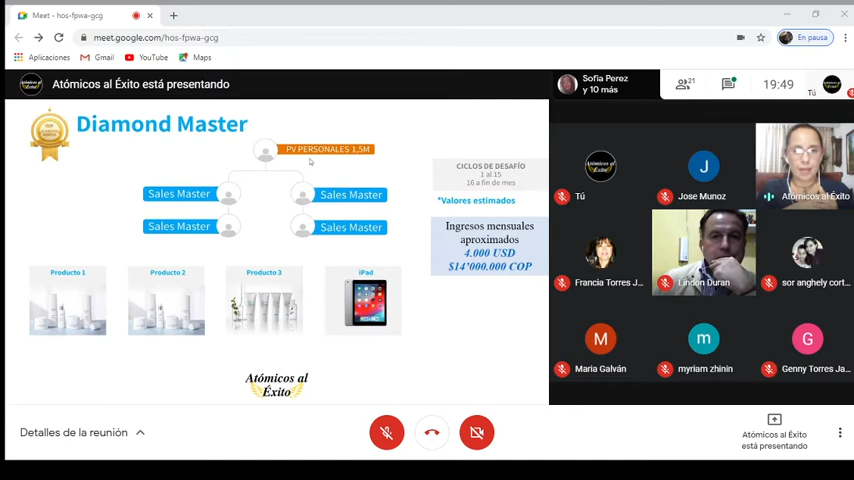 Meet - hos-fpwa-gcg
meet.google.com/hos-fpwa-gcg
En pausa
Aplicaciones
Gmail
YouTube
Maps
Atómicos al Éxito está presentando
Sofia Perez
y 10 más
21
19:49
Tú
Diamond Master
PV PERSONALES 1,5M
Sales Master
Sales Master
Sales Master
Sales Master
CICLOS DE DESAFÍO
1 al 15
16 a fin de mes
*Valores estimados
Ingresos mensuales
aproximados
4.000 USD
$14'000.000 COP
Producto 1
Producto 2
Producto 3
iPad
Atómicos al
Éxito
Atómicos al
Éxito
Tú
J
Jose Munoz
Atómicos al Éxito
Francia Torres J...
Lindon Duran
sor anghely cort...
M
Maria Galván
m
myriam zhinin
G
Genny Torres Ja...
Detalles de la reunión
Atómicos al Éxito
está presentando